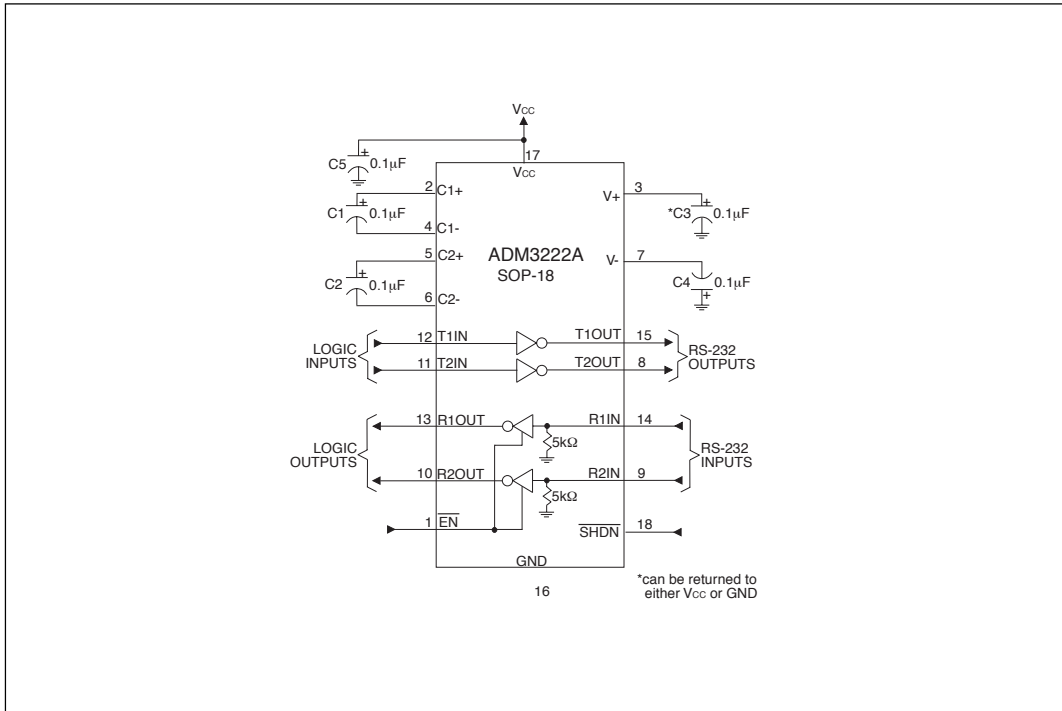 Vcc
17
Vcc
C5 + 0.1µF
2 C1+
C1 + 0.1µF
4 C1-
5 C2+
C2 + 0.1µF
6 C2-
ADM3222A
SOP-18
V+ 3
*C3 + 0.1µF
V- 7
C4 + 0.1µF
LOGIC
INPUTS
12 T1IN T1OUT 15
11 T2IN T2OUT 8
RS-232
OUTPUTS
LOGIC
OUTPUTS
13 R1OUT R1IN 14
5kΩ
10 R2OUT R2IN 9
5kΩ
RS-232
INPUTS
1 EN
SHDN 18
GND
16
*can be returned to
either Vcc or GND